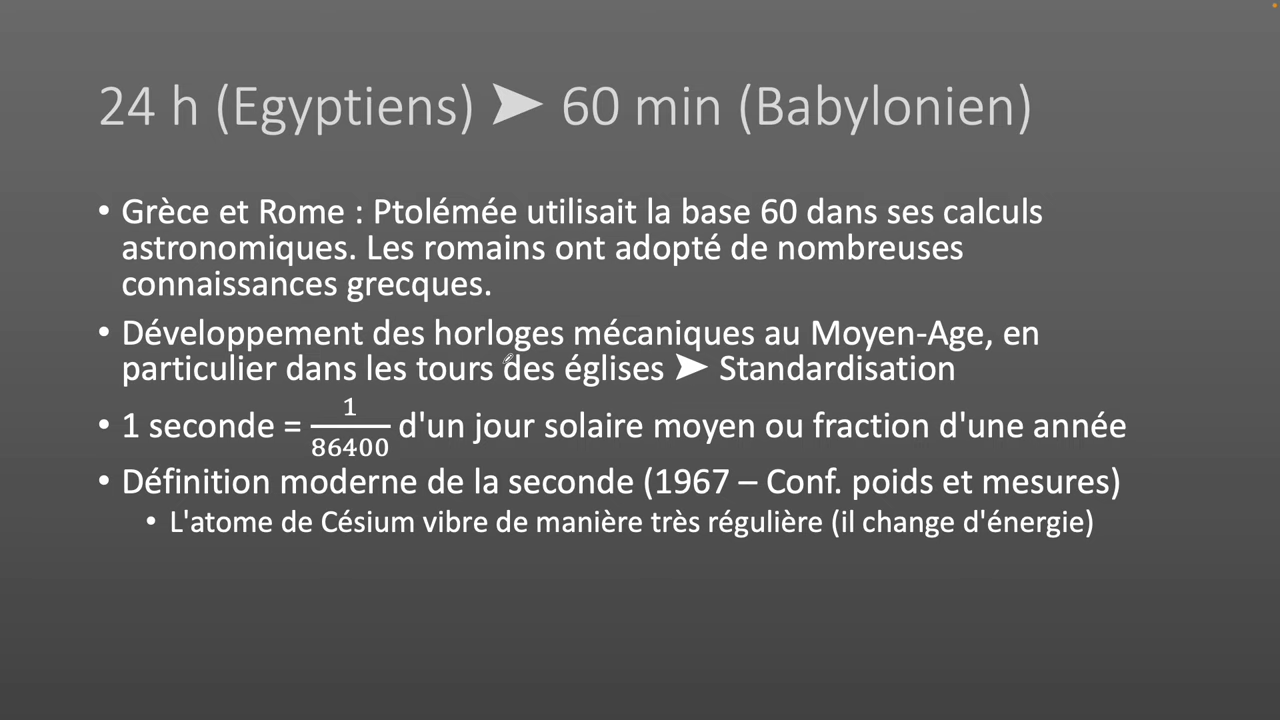 24 h (Egyptiens) ➤ 60 min (Babylonien)
• Grèce et Rome : Ptolémée utilisait la base 60 dans ses calculs
astronomiques. Les romains ont adopté de nombreuses
connaissances grecques.
• Développement des horloges mécaniques au Moyen-Age, en
particulier dans les tours des églises ➤ Standardisation
• 1 seconde = 1/86400 d'un jour solaire moyen ou fraction d'une année
• Définition moderne de la seconde (1967 – Conf. poids et mesures)
• L'atome de Césium vibre de manière très régulière (il change d'énergie)